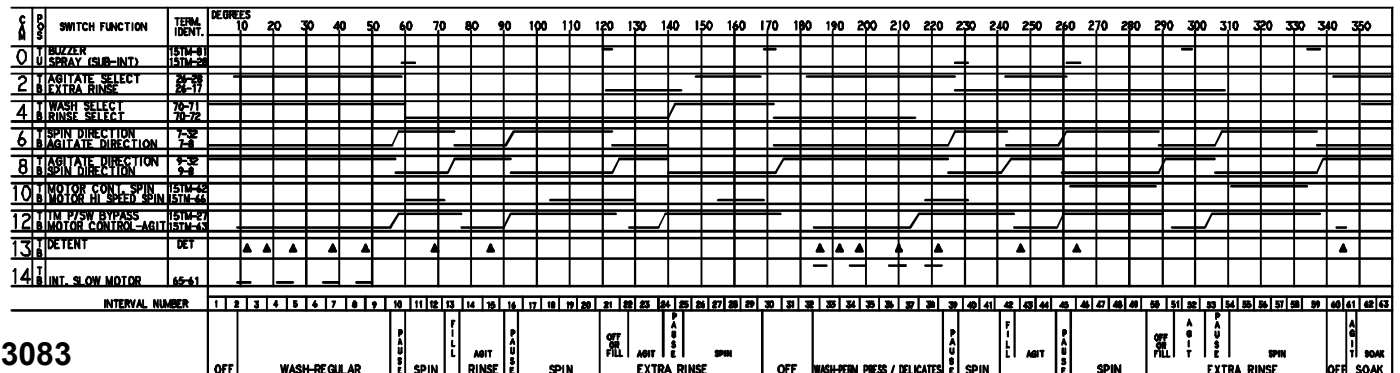 CAM POS SWITCH FUNCTION TERM. IDENT. DEGREES 10 20 30 40 50 60 70 80 90 100 110 120 130 140 150 160 170 180 190 200 210 220 230 240 250 260 270 280 290 300 310 320 330 340 350
0 T BUZZER 15TM-81
U SPRAY (SUB-INT) 15TM-28
2 T AGITATE SELECT 26-28
B EXTRA RINSE 26-17
4 T WASH SELECT 70-71
B RINSE SELECT 70-72
6 T SPIN DIRECTION 7-32
B AGITATE DIRECTION 7-8
8 T AGITATE DIRECTION 9-32
B SPIN DIRECTION 9-8
10 T MOTOR CONT. SPIN 15TM-62
B MOTOR HI SPEED SPIN 15TM-66
12 T TM P/SW BYPASS 15TM-27
B MOTOR CONTROL-AGIT 15TM-63
13 T DETENT DET
B
14 T
B INT. SLOW MOTOR 65-61
INTERVAL NUMBER 1 2 3 4 5 6 7 8 9 10 11 12 13 14 15 16 17 18 19 20 21 22 23 24 25 26 27 28 29 30 31 32 33 34 35 36 37 38 39 40 41 42 43 44 45 46 47 48 49 50 51 52 53 54 55 56 57 58 59 60 61 62 63
3083
OFF WASH-REGULAR PAUSE SPIN FILL AGIT RINSE PAUSE SPIN OFF OR FILL AGIT PAUSE SPIN EXTRA RINSE OFF WASH-PERM PRESS / DELICATES PAUSE SPIN FILL AGIT PAUSE SPIN OFF OR FILL AGIT PAUSE SPIN EXTRA RINSE OFF AGIT SOAK SOAK